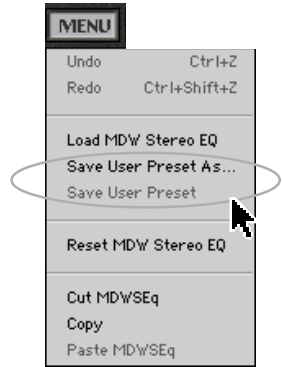 MENU
Undo Ctrl+Z
Redo Ctrl+Shift+Z
Load MDW Stereo EQ
Save User Preset As...
Save User Preset
Reset MDW Stereo EQ
Cut MDWSEq
Copy
Paste MDWSEq